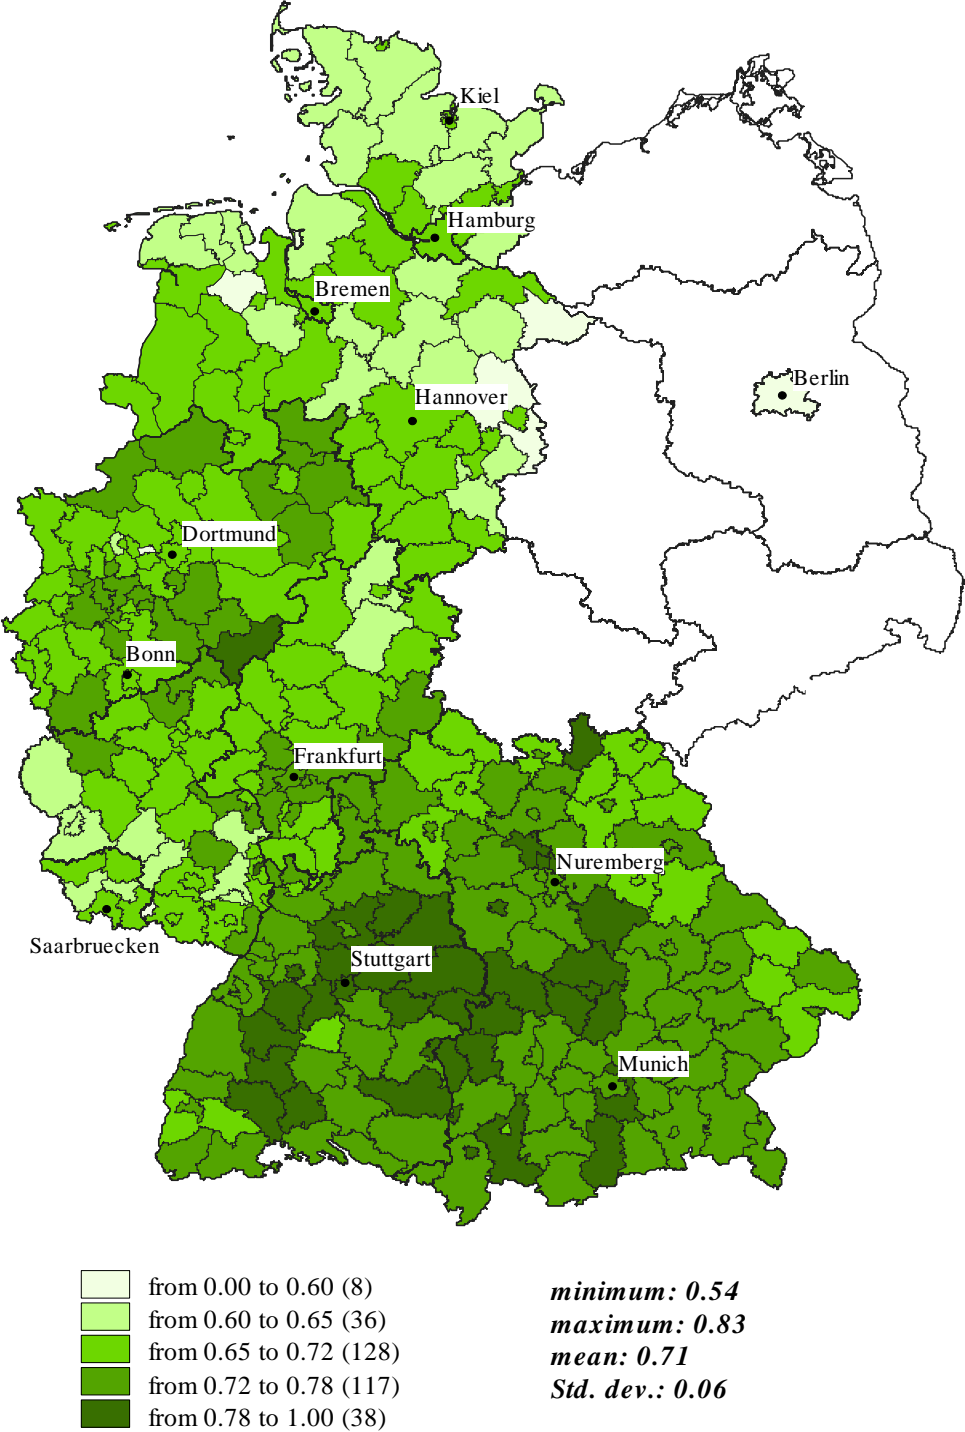 Kiel
Hamburg
Bremen
Berlin
Hannover
Dortmund
Bonn
Frankfurt
Nuremberg
Saarbruecken
Stuttgart
Munich
from 0.00 to 0.60 (8)
from 0.60 to 0.65 (36)
from 0.65 to 0.72 (128)
from 0.72 to 0.78 (117)
from 0.78 to 1.00 (38)
minimum: 0.54
maximum: 0.83
mean: 0.71
Std. dev.: 0.06